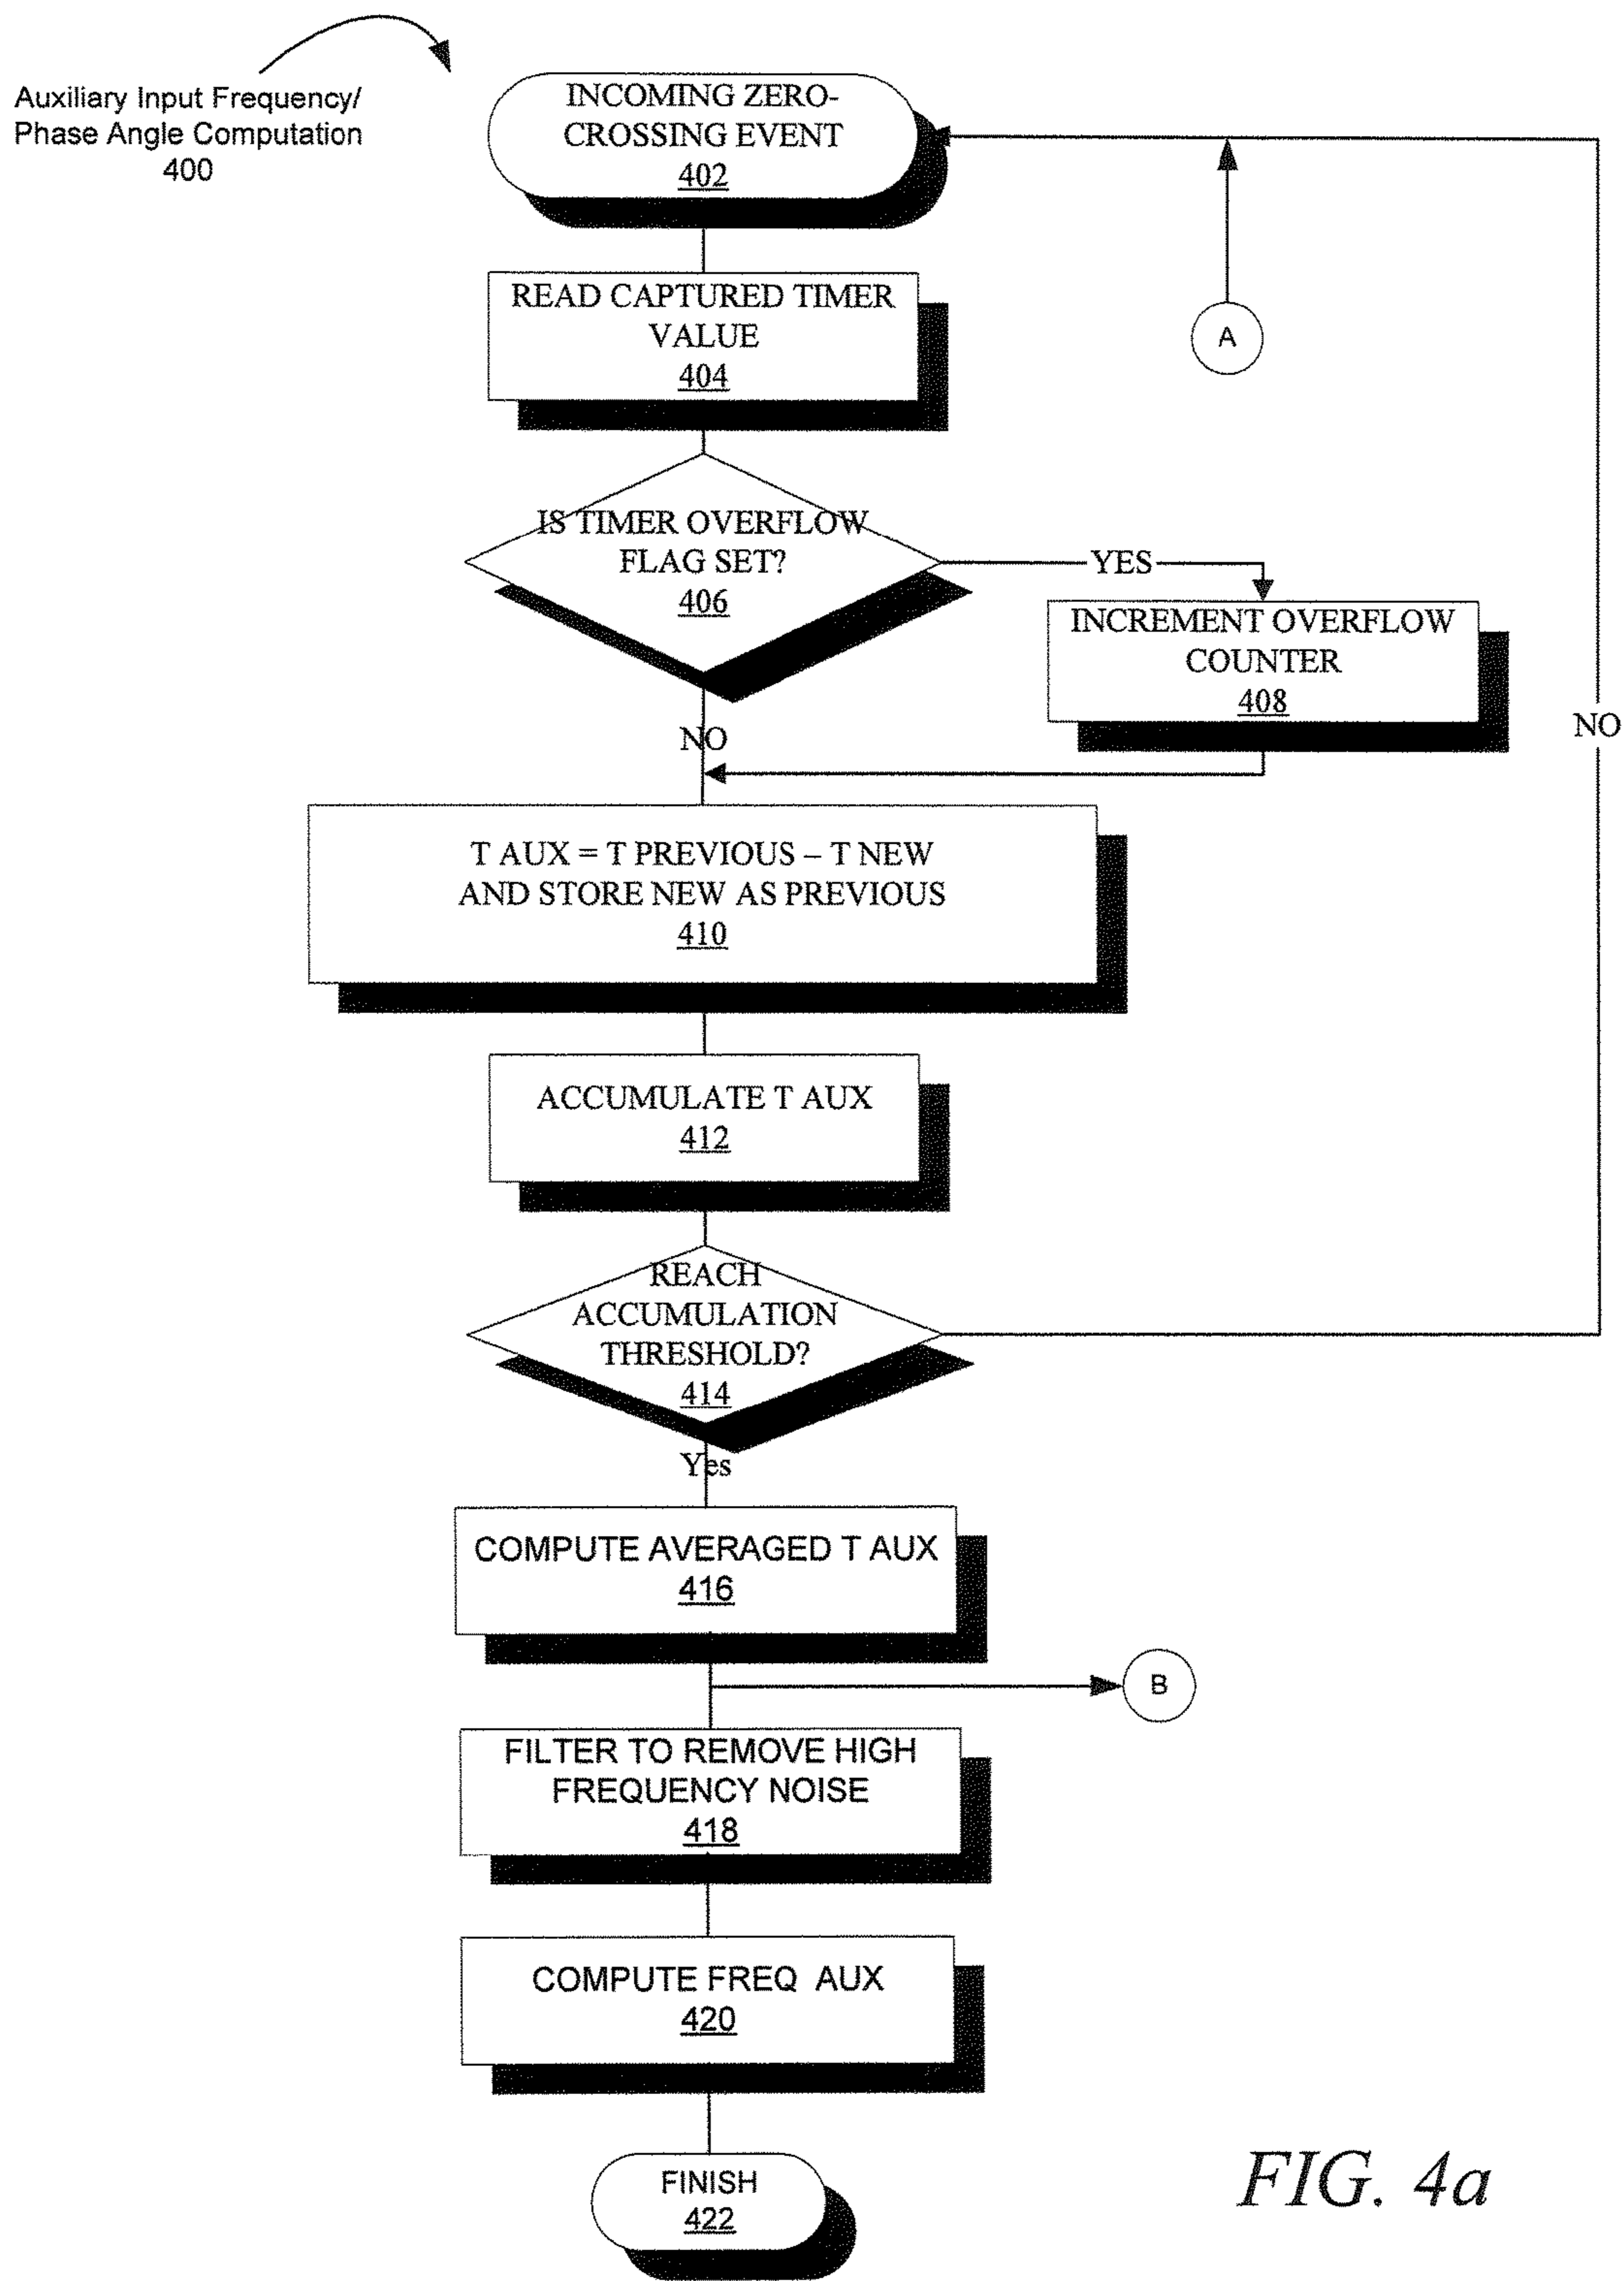 Auxiliary Input Frequency/
Phase Angle Computation
400
INCOMING ZERO-
CROSSING EVENT
402
READ CAPTURED TIMER
VALUE
404
A
IS TIMER OVERFLOW
FLAG SET?
406
YES
INCREMENT OVERFLOW
COUNTER
408
NO
NO
T AUX = T PREVIOUS – T NEW
AND STORE NEW AS PREVIOUS
410
ACCUMULATE T AUX
412
REACH
ACCUMULATION
THRESHOLD?
414
Yes
COMPUTE AVERAGED T AUX
416
B
FILTER TO REMOVE HIGH
FREQUENCY NOISE
418
COMPUTE FREQ AUX
420
FINISH
422
FIG. 4a